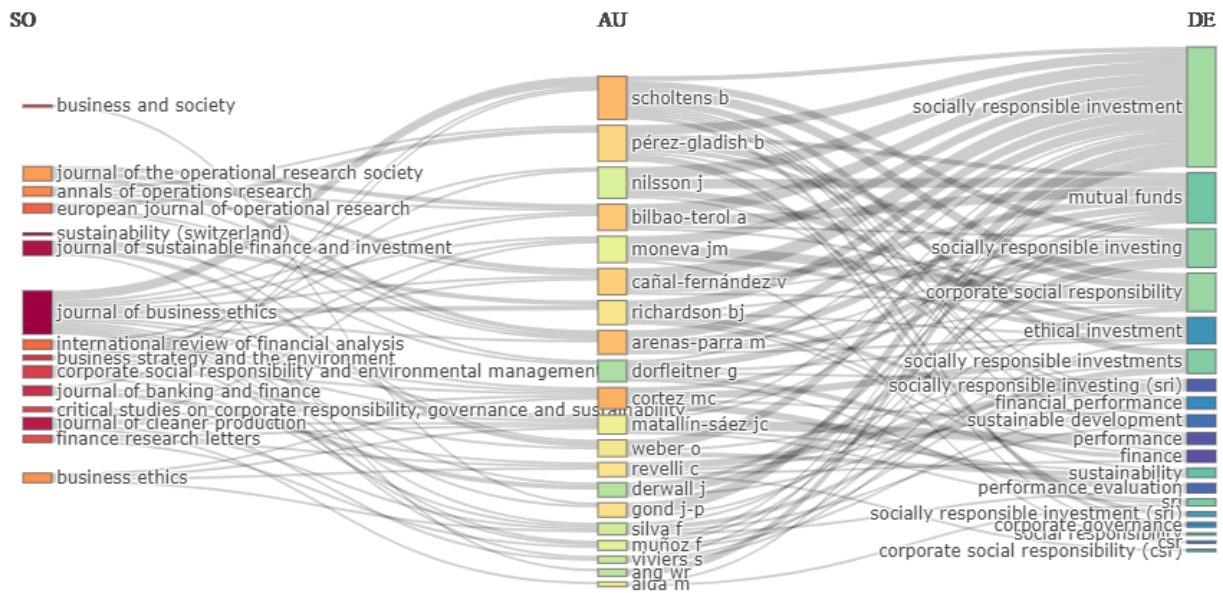 SO
AU
DE
business and society
journal of the operational research society
annals of operations research
european journal of operational research
sustainability (switzerland)
journal of sustainable finance and investment
journal of business ethics
international review of financial analysis
business strategy and the environment
corporate social responsibility and environmental management
journal of banking and finance
critical studies on corporate responsibility, governance and sustainability
journal of cleaner production
finance research letters
business ethics
scholtens b
pérez-gladish b
nilsson j
bilbao-terol a
moneva jm
cañal-fernández v
richardson bj
arenas-parra m
dorfleitner g
cortez mc
matallín-sáez jc
weber o
revelli c
derwall j
gond j-p
silva f
muñoz f
viviers s
ang wr
alda m
socially responsible investment
mutual funds
socially responsible investing
corporate social responsibility
ethical investment
socially responsible investments
socially responsible investing (sri)
financial performance
sustainable development
performance
finance
sustainability
performance evaluation
sri
socially responsible investment (sri)
corporate governance
social responsibility
csr
corporate social responsibility (csr)